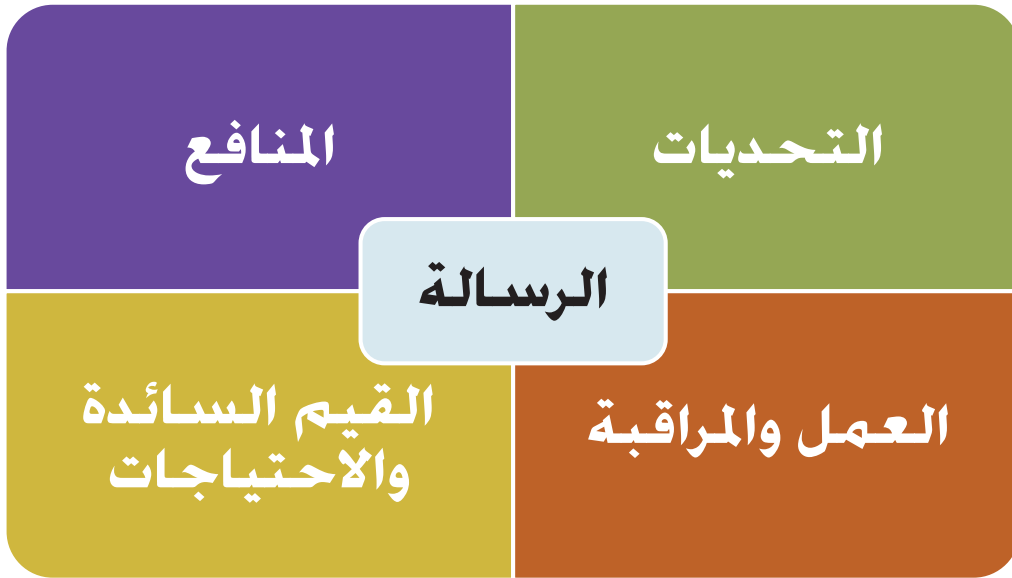 التحديات
المنافع
الرسالة
العمل والمراقبة
القيم السائدة
والاحتياجات